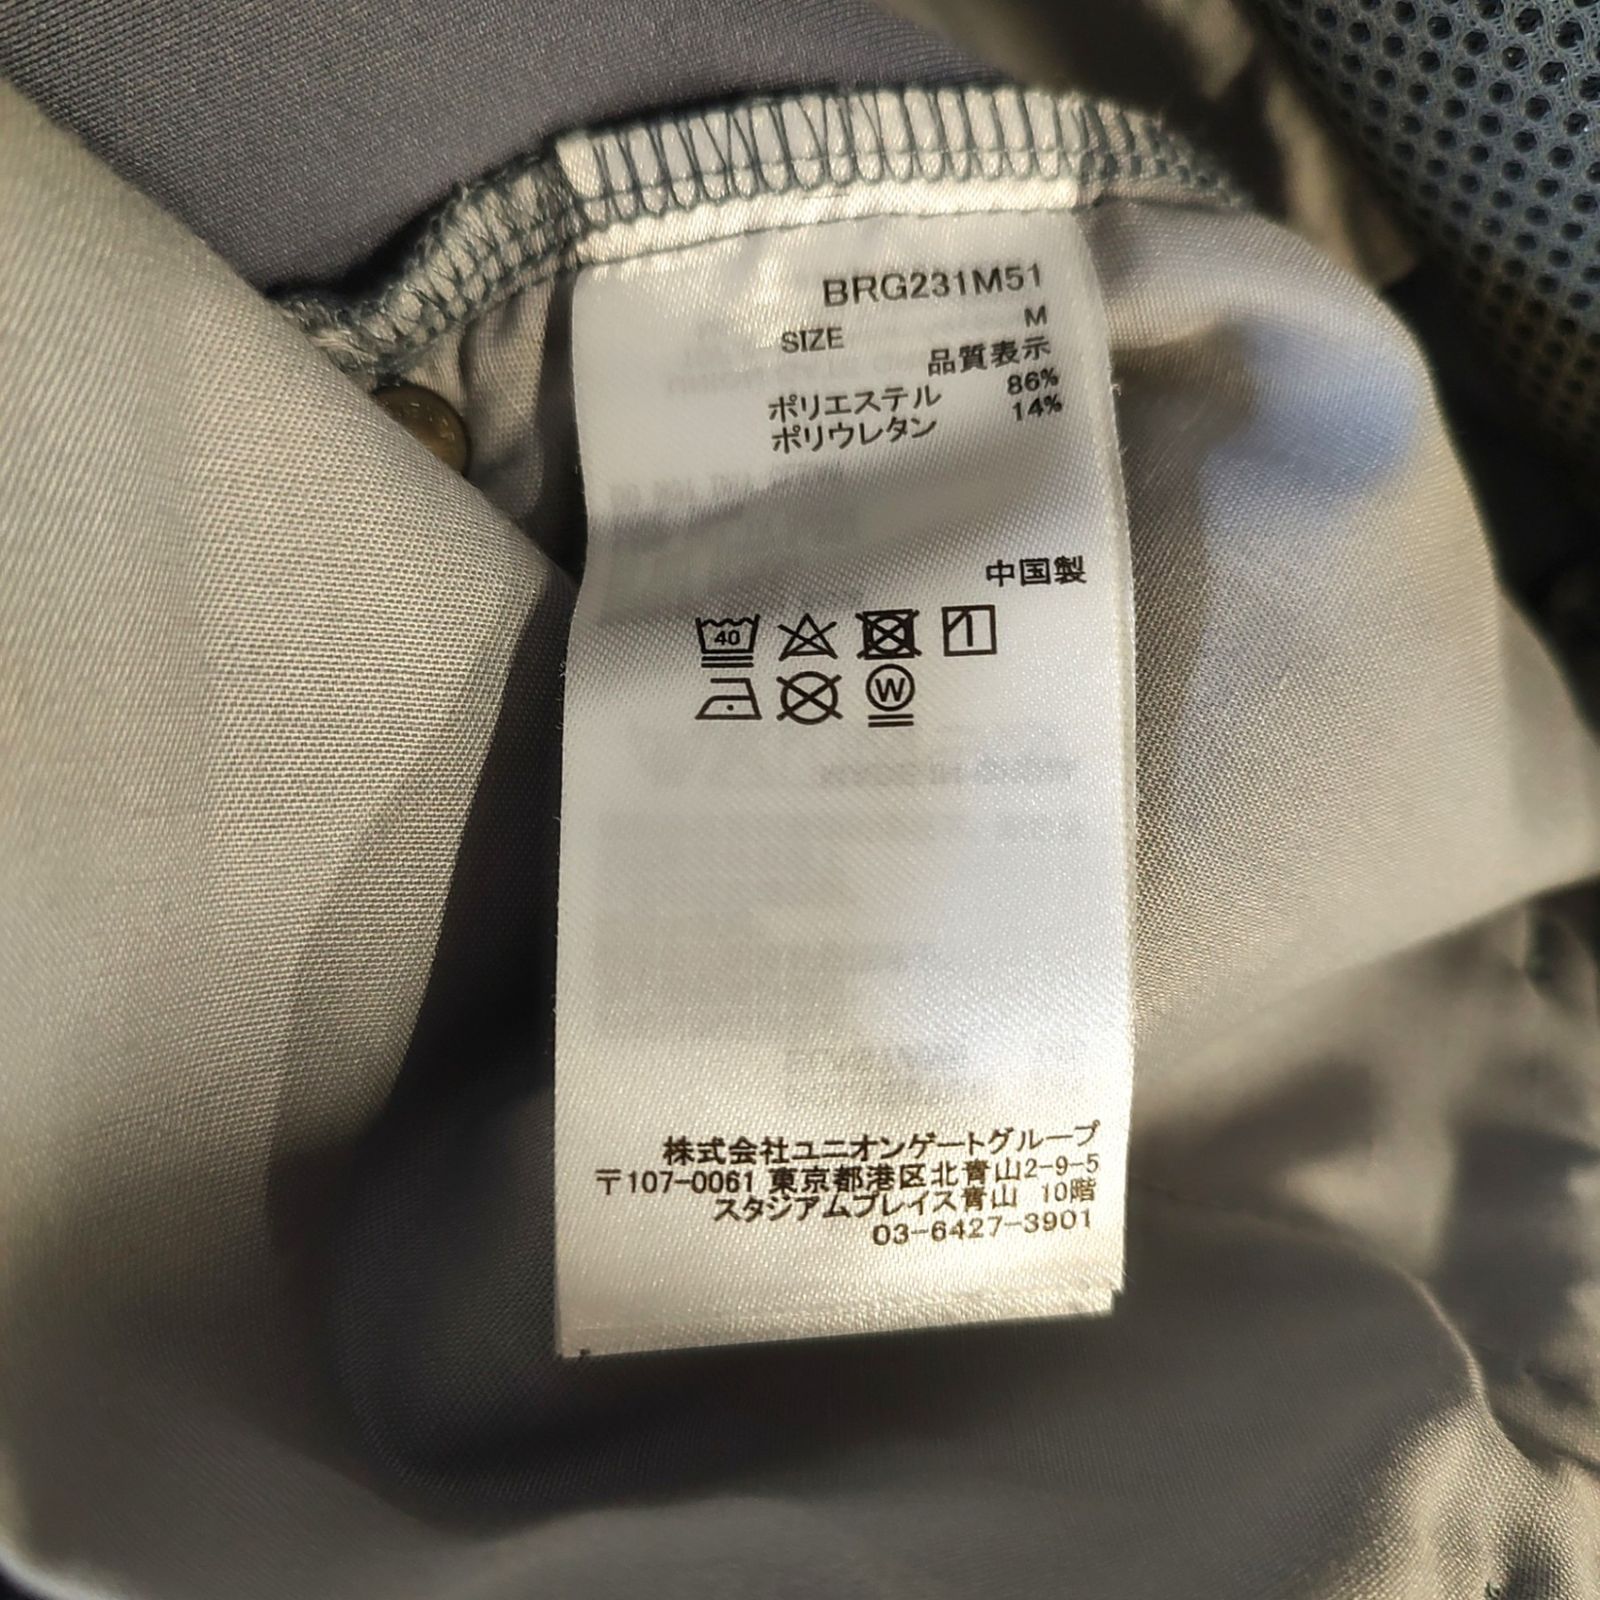 BRG231M51
SIZE M
品質表示
ポリエステル 86%
ポリウレタン 14%
中国製
40
W
株式会社ユニオンゲートグループ
〒107-0061 東京都港区北青山2-9-5
スタジアムプレイス青山 10階
03-6427-3901